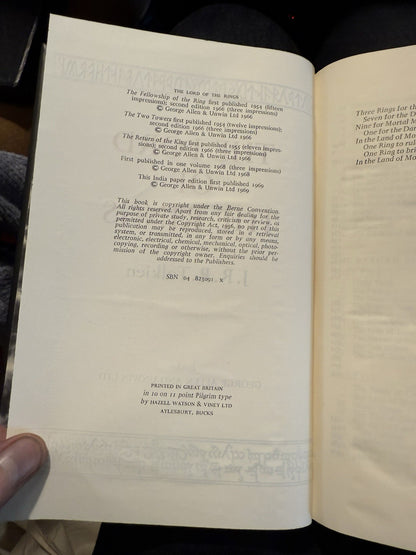 THE LORD OF THE RINGS
The Fellowship of the Ring first published 1954 (fifteen
impressions); second edition 1966 (three impressions)
© George Allen & Unwin Ltd 1966
The Two Towers first published 1954 (twelve impressions);
second edition 1966 (three impressions)
© George Allen & Unwin Ltd 1966
The Return of the King first published 1955 (eleven impres-
sions); second edition 1966 (three impressions)
© George Allen & Unwin Ltd 1966
First published in one volume 1968 (three impressions)
© George Allen & Unwin Ltd 1968
This India paper edition first published 1969
© George Allen & Unwin Ltd 1969
This book is copyright under the Berne Convention.
All rights reserved. Apart from any fair dealing for the
purpose of private study, research, criticism or review, as
permitted under the Copyright Act, 1956, no part of this
publication may be reproduced, stored in a retrieval
system, or transmitted, in any form or by any means,
electronic, electrical, chemical, mechanical, optical, photo-
copying, recording or otherwise, without the prior per-
mission of the copyright owner. Enquiries should be
addressed to the Publishers.
SBN 04 823091 X
PRINTED IN GREAT BRITAIN
in 10 on 11 point Pilgrim type
by HAZELL WATSON & VINEY LTD
AYLESBURY, BUCKS
Three Rings for the
Seven for the D
Nine for Mortal M
One for the Dar
In the Land of Mor
One Ring to rul
One Ring to bri
In the Land of Mo